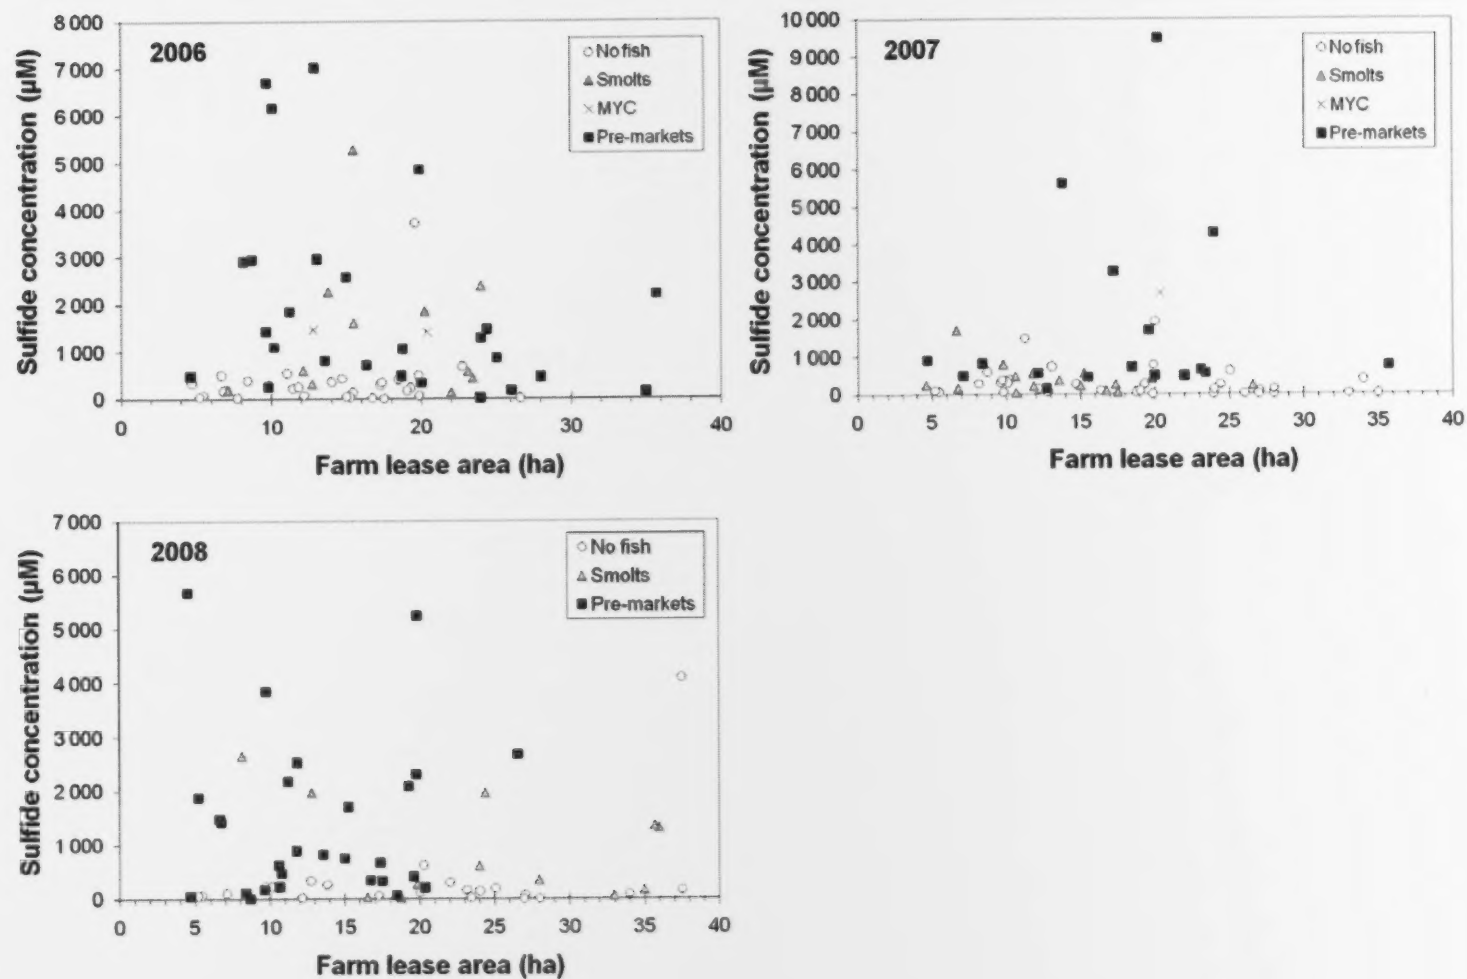 2006
Sulfide concentration (µM)
8 000
7 000
6 000
5 000
4 000
3 000
2 000
1 000
0
0 10 20 30 40
Farm lease area (ha)
No fish
Smolts
MYC
Pre-markets
2007
Sulfide concentration (µM)
10 000
9 000
8 000
7 000
6 000
5 000
4 000
3 000
2 000
1 000
0
0 5 10 15 20 25 30 35 40
Farm lease area (ha)
No fish
Smolts
MYC
Pre-markets
2008
Sulfide concentration (µM)
7 000
6 000
5 000
4 000
3 000
2 000
1 000
0
0 5 10 15 20 25 30 35 40
Farm lease area (ha)
No fish
Smolts
Pre-markets